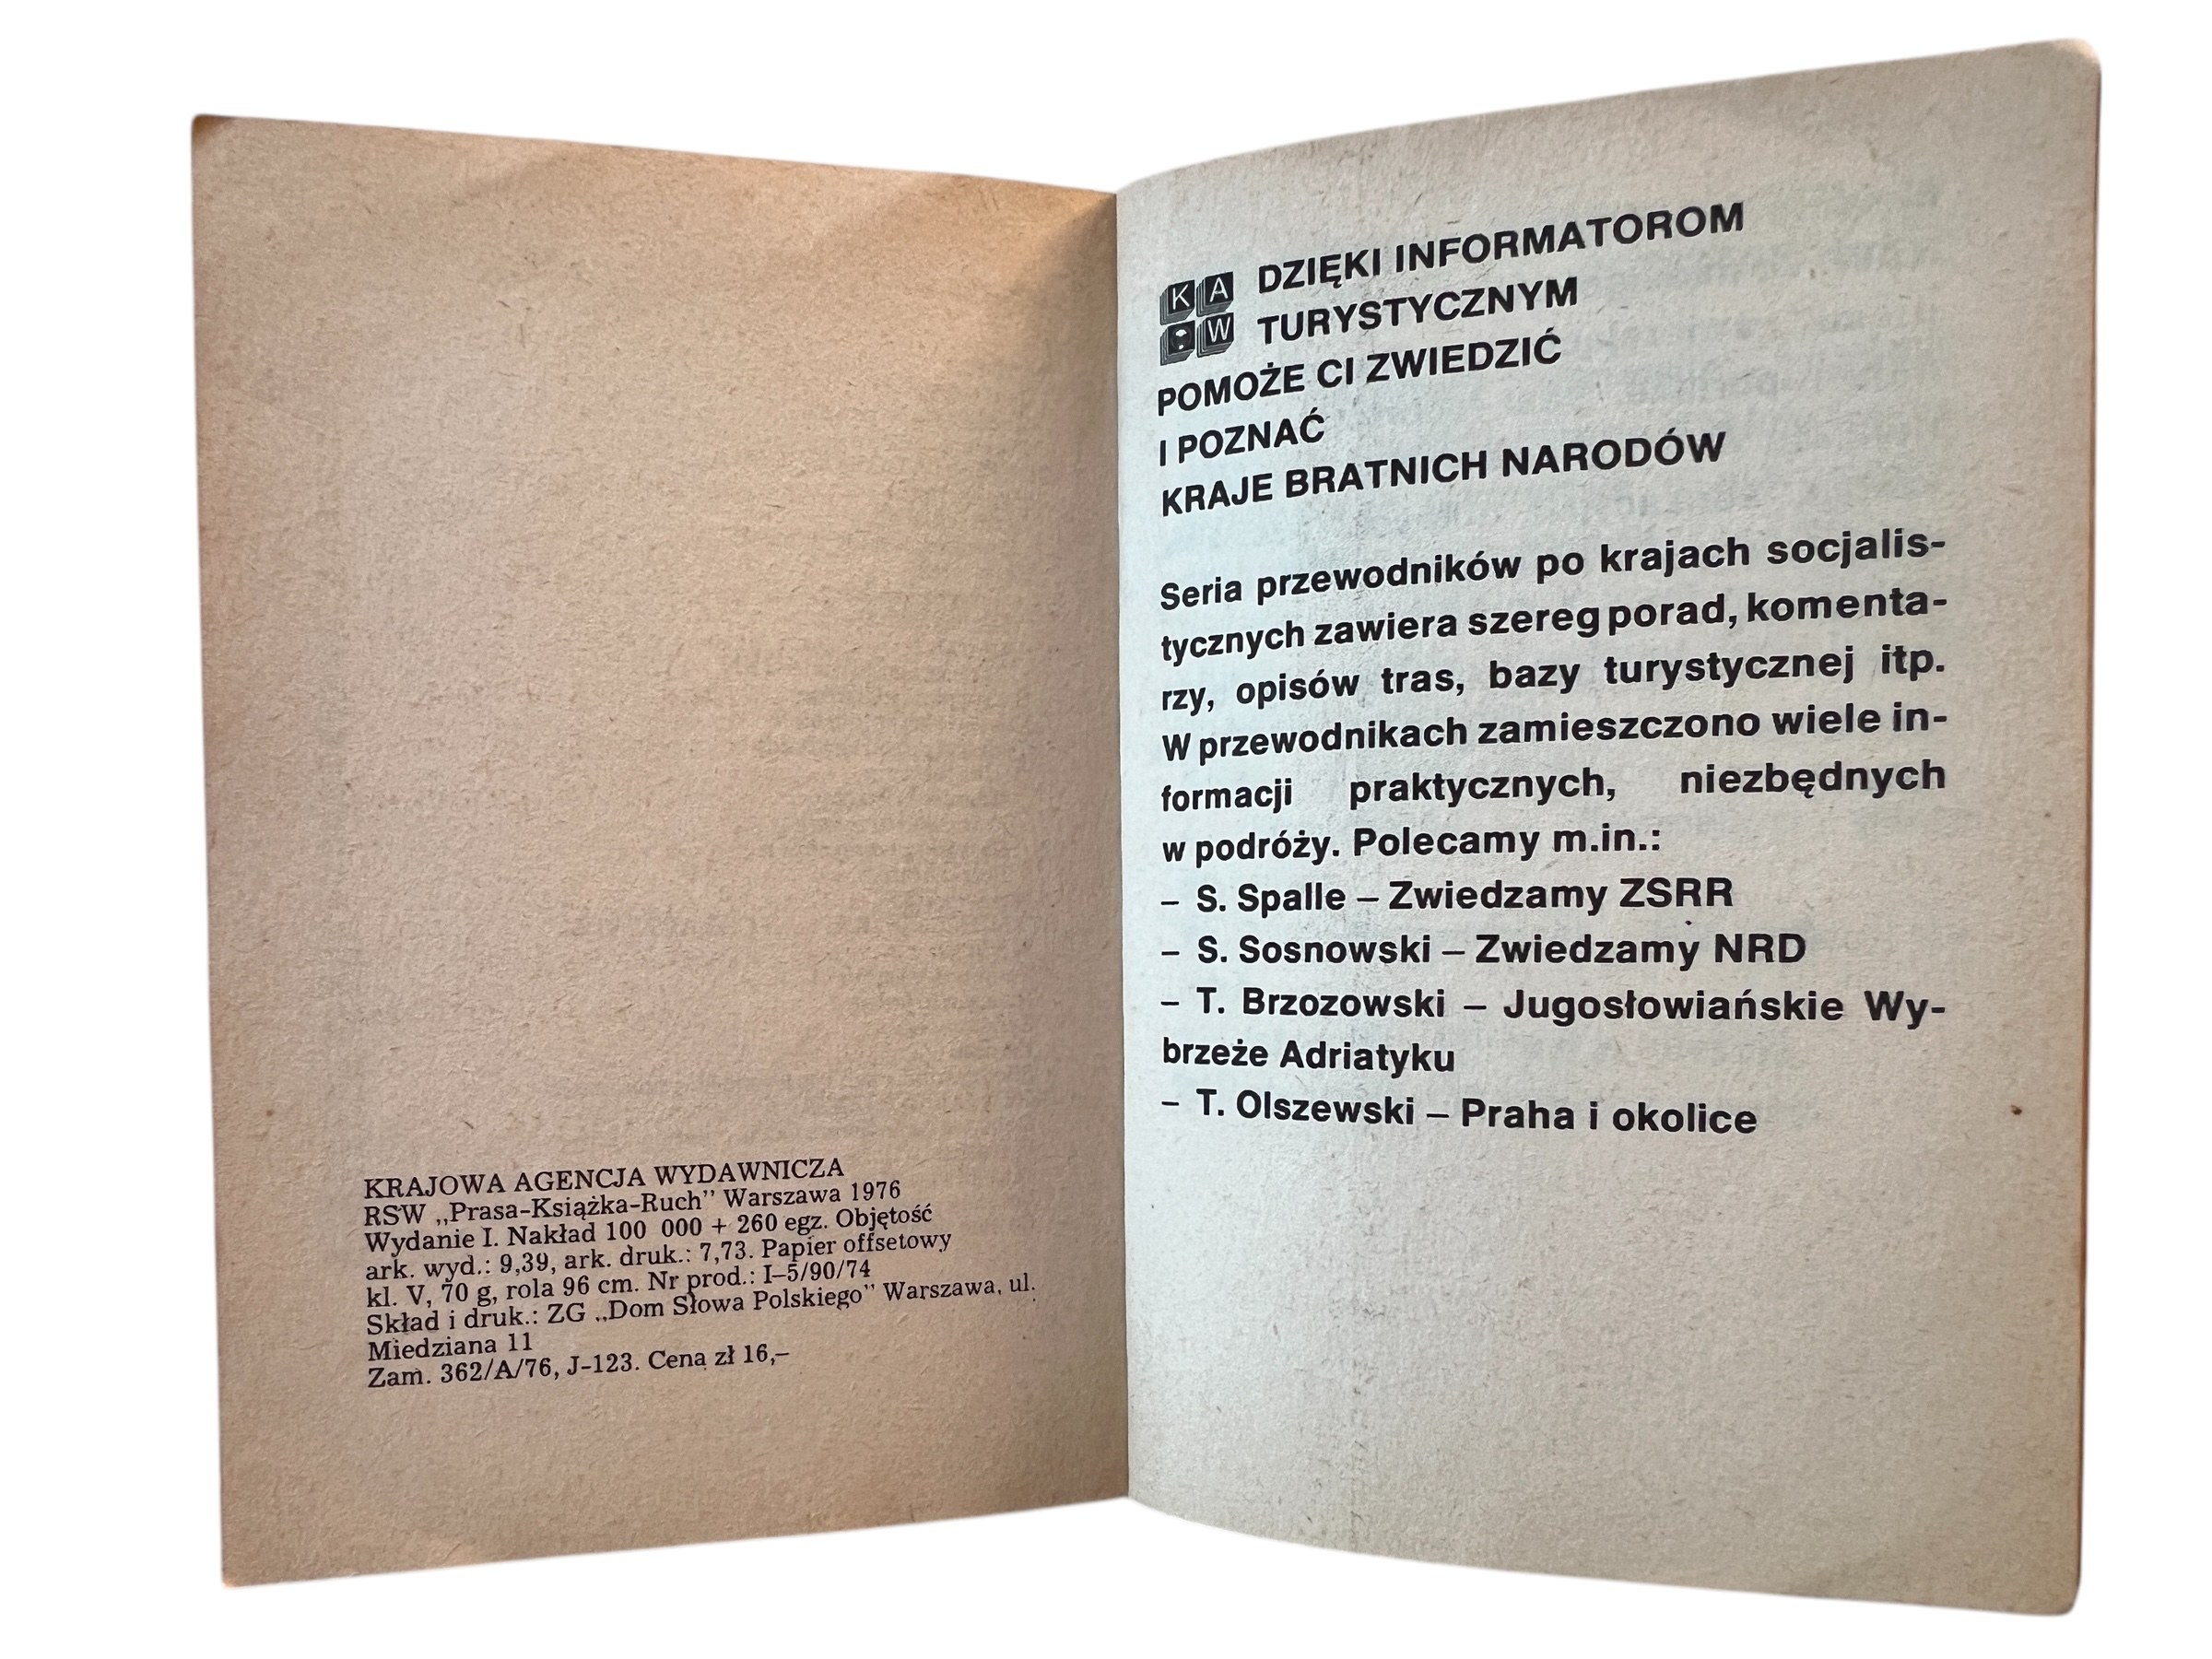 KRAJOWA AGENCJA WYDAWNICZA
RSW „Prasa-Książka-Ruch” Warszawa 1976
Wydanie I. Nakład 100 000 + 260 egz. Objętość
ark. wyd.: 9,39, ark. druk.: 7,73. Papier offsetowy
kl. V, 70 g, rola 96 cm. Nr prod.: I–5/90/74
Skład i druk.: ZG „Dom Słowa Polskiego” Warszawa, ul.
Miedziana 11
Zam. 362/A/76, J-123. Cena zł 16,–
K A
W
DZIĘKI INFORMATOROM
TURYSTYCZNYM
POMOŻE CI ZWIEDZIĆ
I POZNAĆ
KRAJE BRATNICH NARODÓW
Seria przewodników po krajach socjalis-
tycznych zawiera szereg porad, komenta-
rzy, opisów tras, bazy turystycznej itp.
W przewodnikach zamieszczono wiele in-
formacji praktycznych, niezbędnych
w podróży. Polecamy m.in.:
– S. Spalle – Zwiedzamy ZSRR
– S. Sosnowski – Zwiedzamy NRD
– T. Brzozowski – Jugosłowiańskie Wy-
brzeże Adriatyku
– T. Olszewski – Praha i okolice